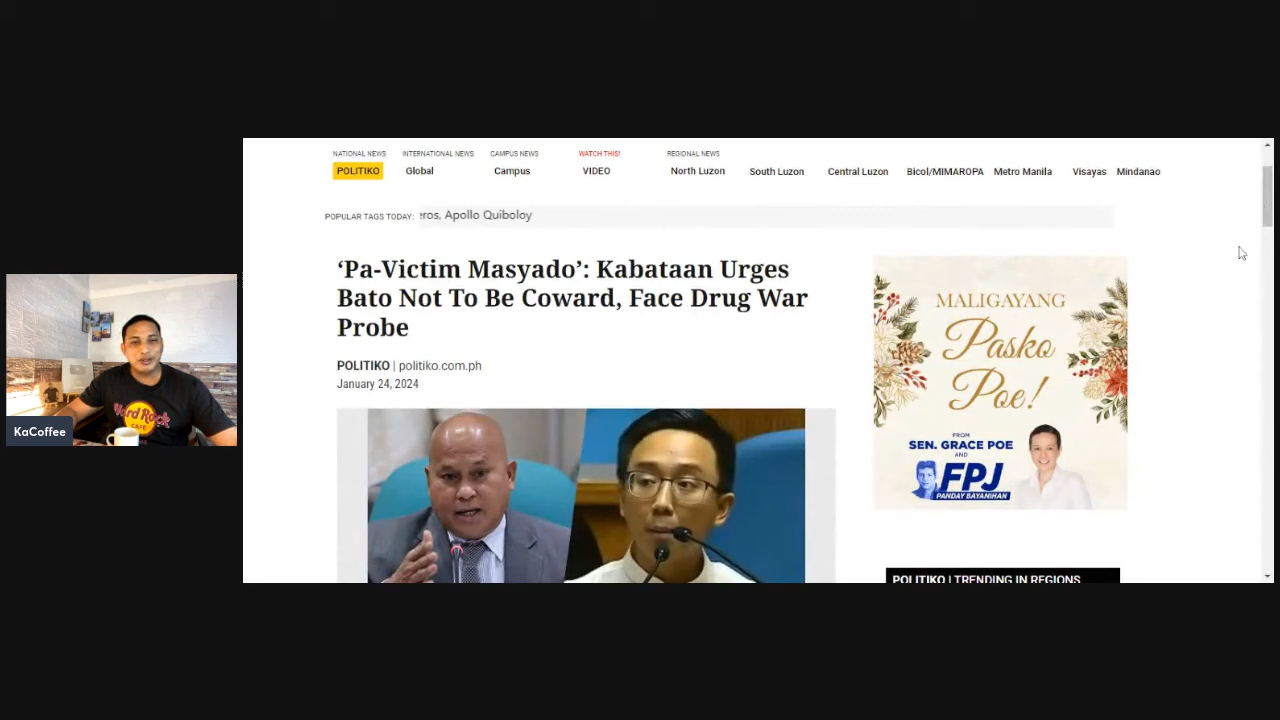 NATIONAL NEWS INTERNATIONAL NEWS CAMPUS NEWS WATCH THIS! REGIONAL NEWS
POLITIKO Global Campus VIDEO North Luzon South Luzon Central Luzon Bicol/MIMAROPA Metro Manila Visayas Mindanao
POPULAR TAGS TODAY: eros, Apollo Quiboloy
‘Pa-Victim Masyado’: Kabataan Urges
Bato Not To Be Coward, Face Drug War
Probe
POLITIKO | politiko.com.ph
January 24, 2024
MALIGAYANG
Pasko
Poe!
FROM
SEN. GRACE POE
AND
FPJ
PANDAY BAYANIHAN
POLITIKO | TRENDING IN REGIONS
Hard Rock
CAFE
KaCoffee